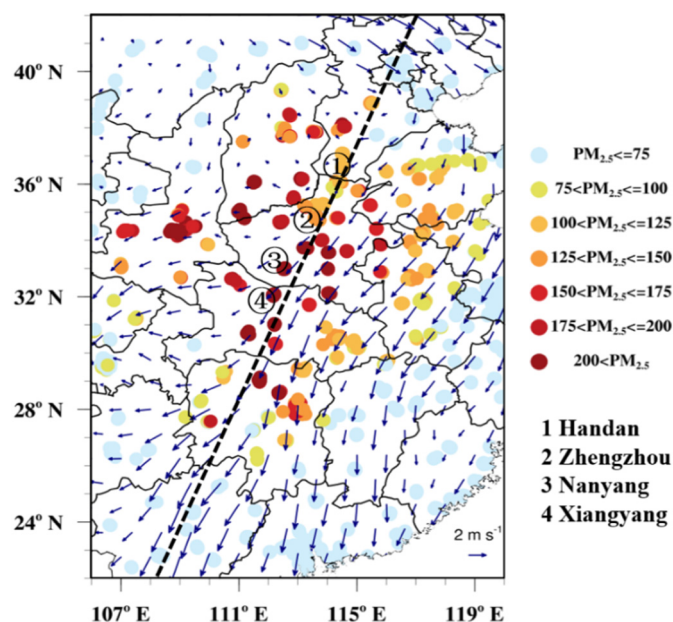 40° N
36° N
32° N
28° N
24° N
107° E
111° E
115° E
119° E
1
2
3
4
2 m s⁻¹
PM₂.₅<=75
75<PM₂.₅<=100
100<PM₂.₅<=125
125<PM₂.₅<=150
150<PM₂.₅<=175
175<PM₂.₅<=200
200<PM₂.₅
1 Handan
2 Zhengzhou
3 Nanyang
4 Xiangyang